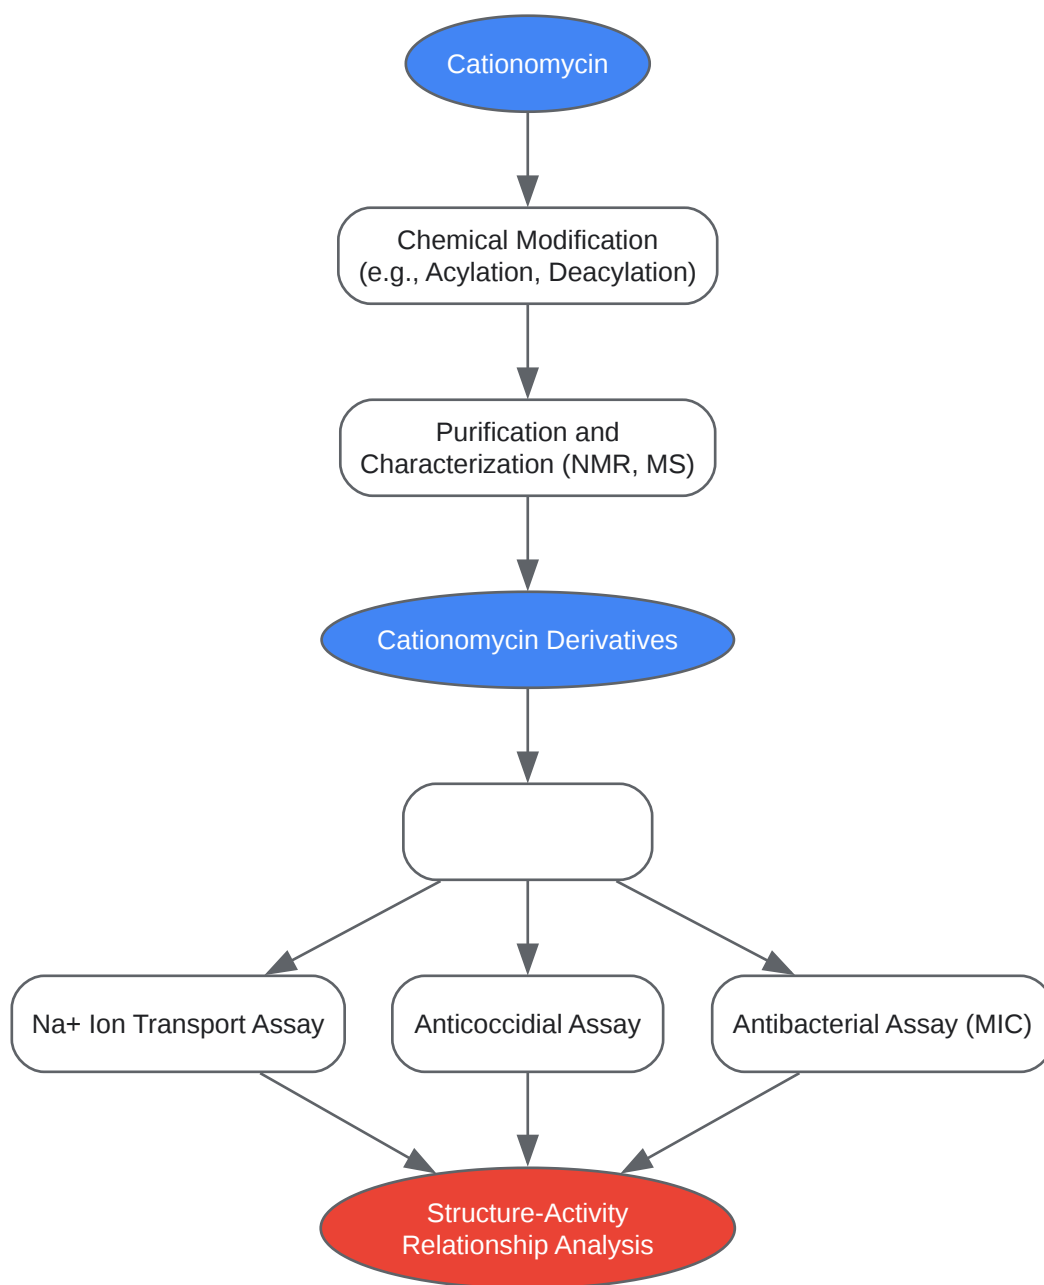 Cationomycin
Chemical Modification
(e.g., Acylation, Deacylation)
Purification and
Characterization (NMR, MS)
Cationomycin Derivatives
Na+ Ion Transport Assay
Anticoccidial Assay
Antibacterial Assay (MIC)
Structure-Activity
Relationship Analysis